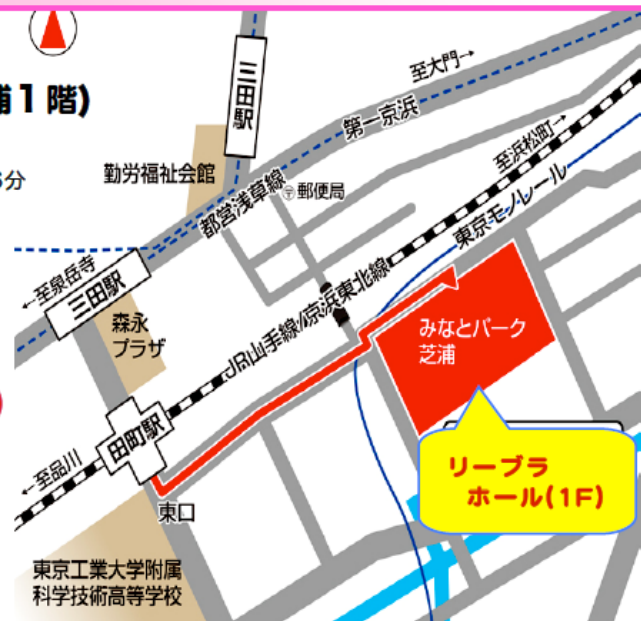 浦1階)
分
三田駅
至大門→
第一京浜
至浜松町→
勤労福祉会館
〒郵便局
都営浅草線
東京モノレール
←至泉岳寺
三田駅
森永
プラザ
JR山手線/京浜東北線
みなとパーク
芝浦
田町駅
←至品川
リーブラ
ホール(1F)
東口
東京工業大学附属
科学技術高等学校